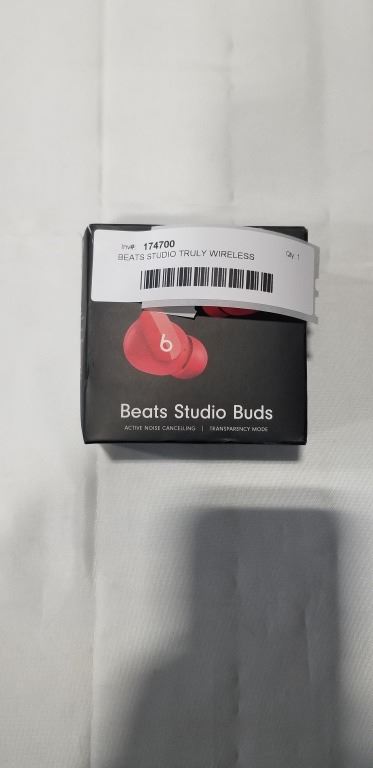 Inv#: 174700 Qty: 1
BEATS STUDIO TRULY WIRELESS
b
Beats Studio Buds
ACTIVE NOISE CANCELLING | TRANSPARENCY MODE